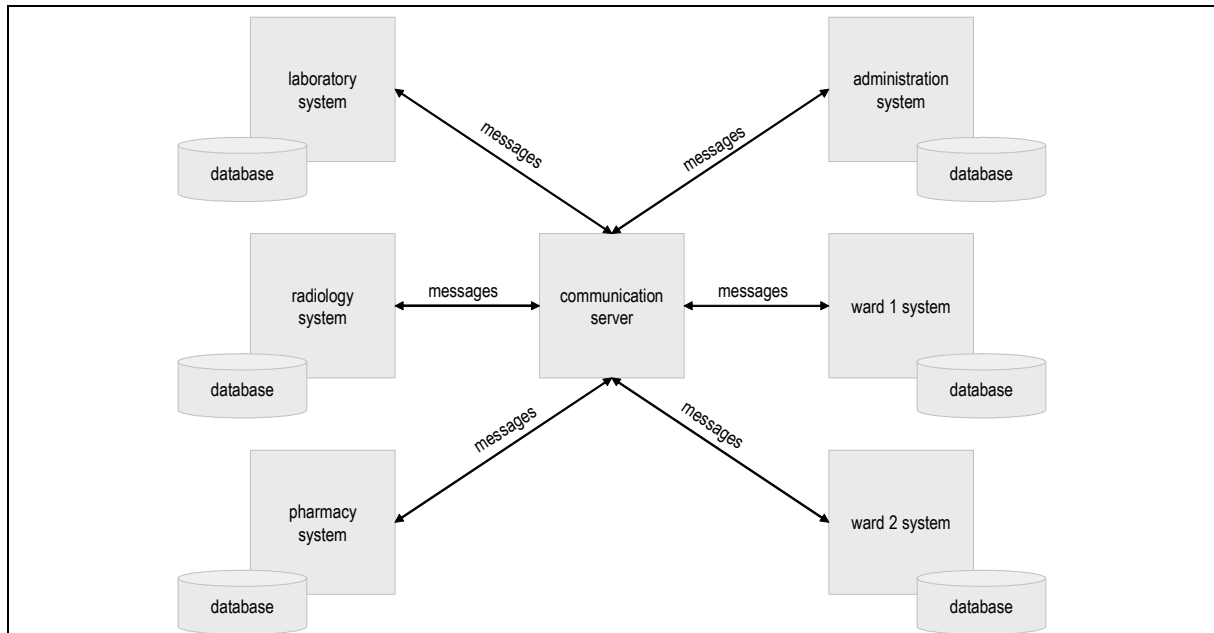 laboratory
system
database
messages
administration
system
database
messages
radiology
system
database
messages
communication
server
messages
ward 1 system
database
pharmacy
system
database
messages
messages
ward 2 system
database